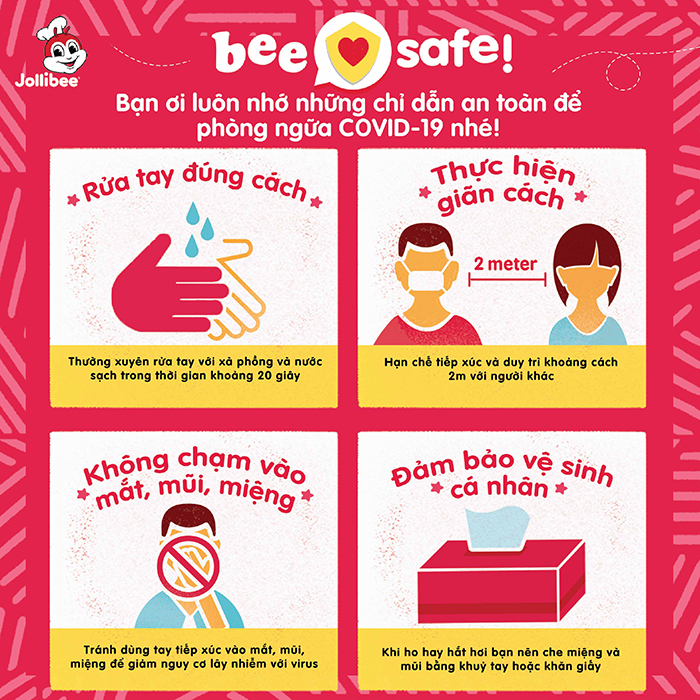 Jollibee
bee safe!
Bạn ơi luôn nhớ những chỉ dẫn an toàn để
phòng ngừa COVID-19 nhé!
Rửa tay đúng cách
Thường xuyên rửa tay với xà phòng và nước
sạch trong thời gian khoảng 20 giây
Thực hiện
giãn cách
2 meter
Hạn chế tiếp xúc và duy trì khoảng cách
2m với người khác
Không chạm vào
mắt, mũi, miệng
Tránh dùng tay tiếp xúc vào mắt, mũi,
miệng để giảm nguy cơ lây nhiễm với virus
Đảm bảo vệ sinh
cá nhân
Khi ho hay hắt hơi bạn nên che miệng và
mũi bằng khuỷ tay hoặc khăn giấy